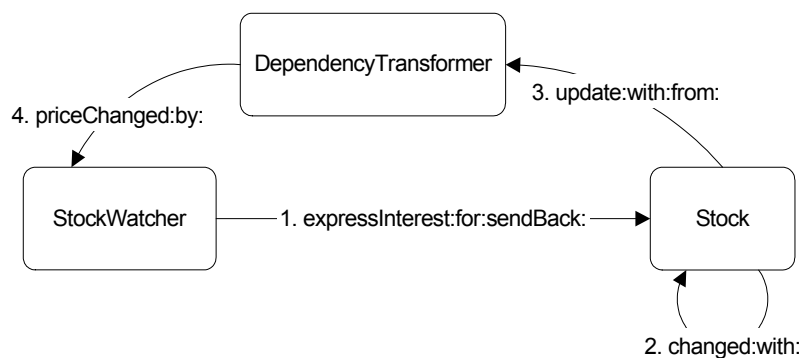 DependencyTransformer
3. update:with:from:
4. priceChanged:by:
StockWatcher
1. expressInterest:for:sendBack:
Stock
2. changed:with: